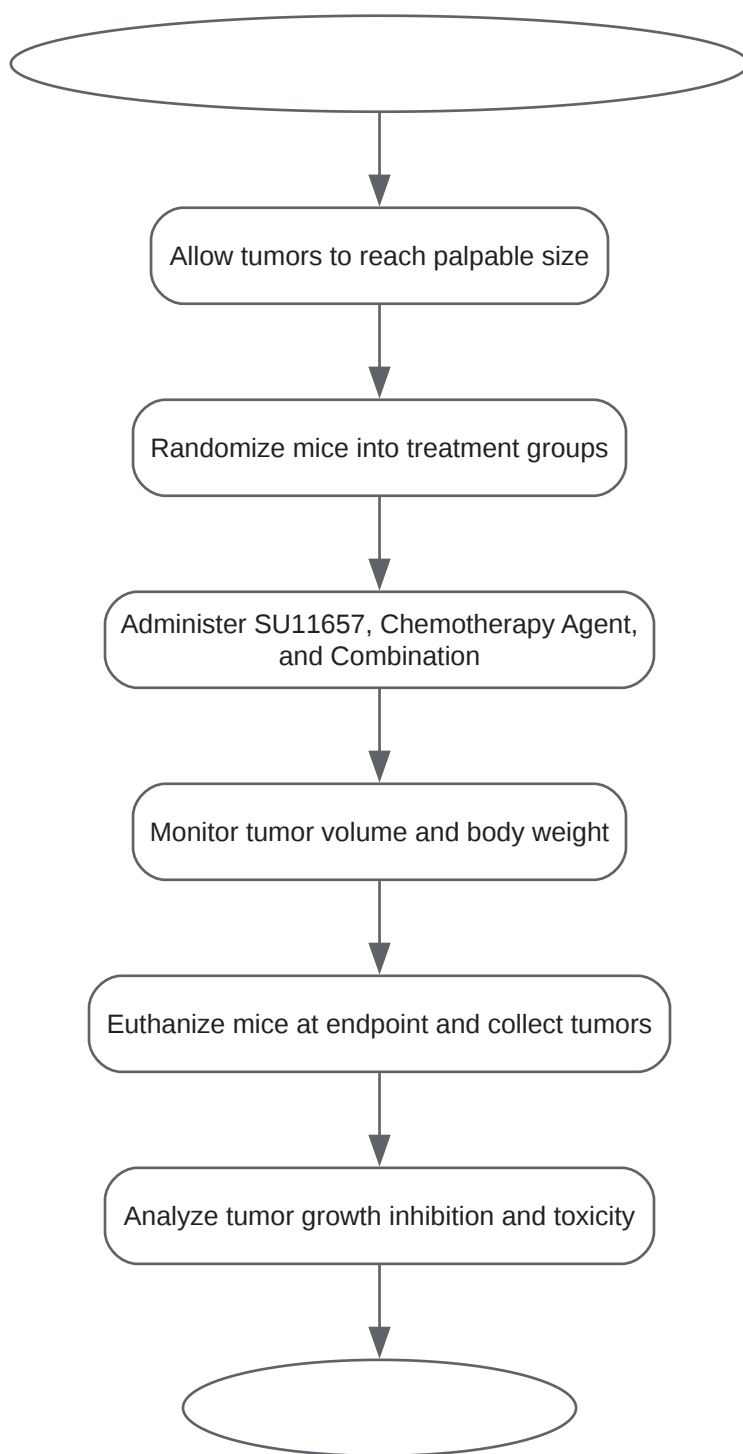 Allow tumors to reach palpable size
Randomize mice into treatment groups
Administer SU11657, Chemotherapy Agent,
and Combination
Monitor tumor volume and body weight
Euthanize mice at endpoint and collect tumors
Analyze tumor growth inhibition and toxicity